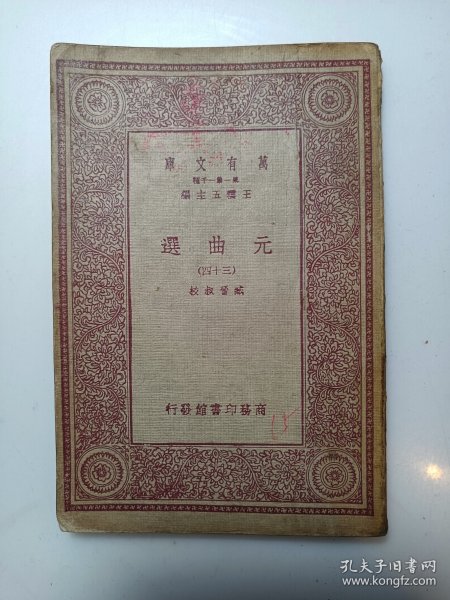 萬有文庫
第一集一千種
王雲五主編
元曲選
(三十四)
臧晉叔校
商務印書館發行
孔夫子旧书网
www.kongfz.com